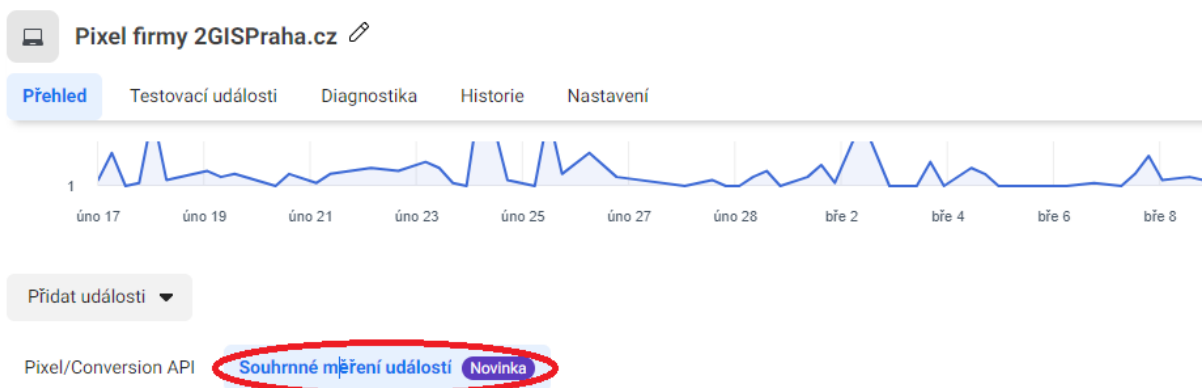 Pixel firmy 2GISPraha.cz
Přehled Testovací události Diagnostika Historie Nastavení
1
úno 17 úno 19 úno 21 úno 23 úno 25 úno 27 úno 28 bře 2 bře 4 bře 6 bře 8
Přidat události
Pixel/Conversion API Souhrnné měření událostí Novinka